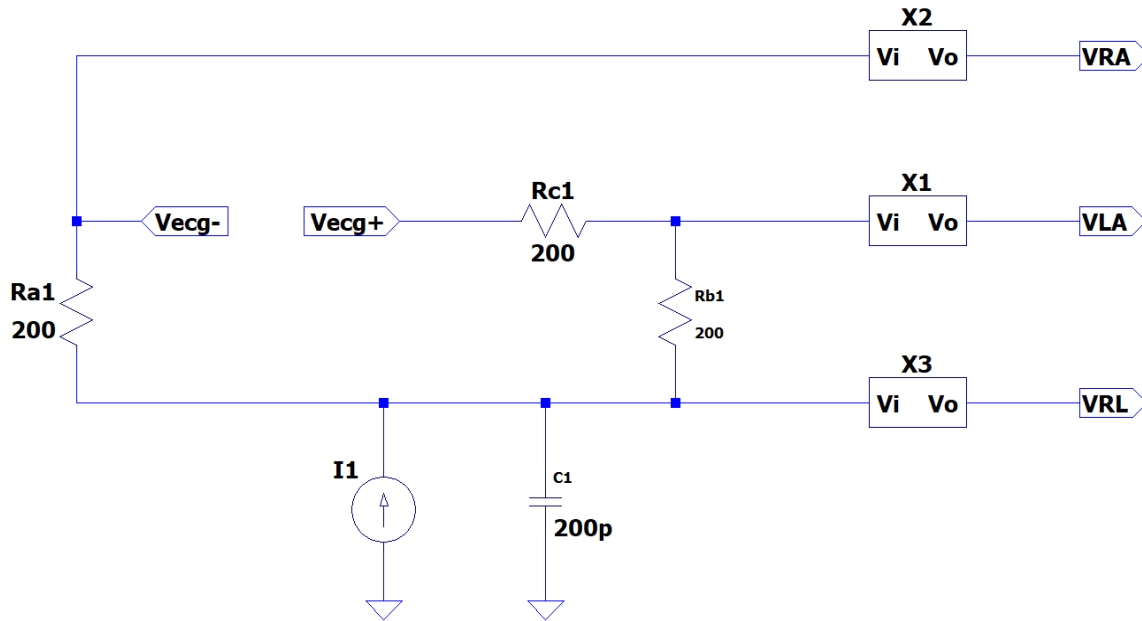 X2
Vi Vo
VRA
Vecg-
Vecg+
Rc1
200
X1
Vi Vo
VLA
Ra1
200
Rb1
200
X3
Vi Vo
VRL
I1
C1
200p